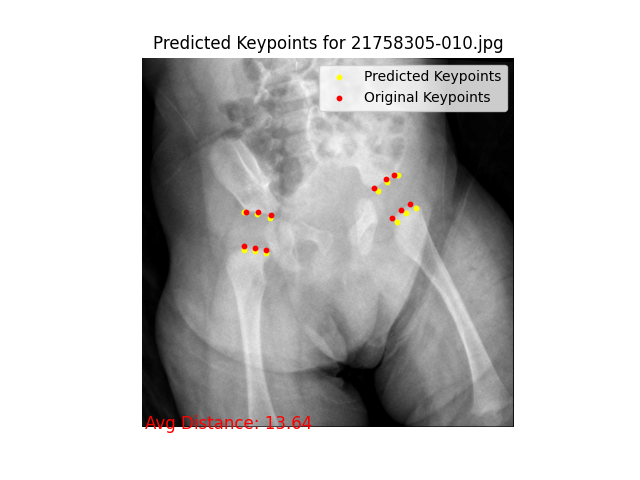 Predicted Keypoints for 21758305-010.jpg
Predicted Keypoints
Original Keypoints
Avg Distance: 13.64